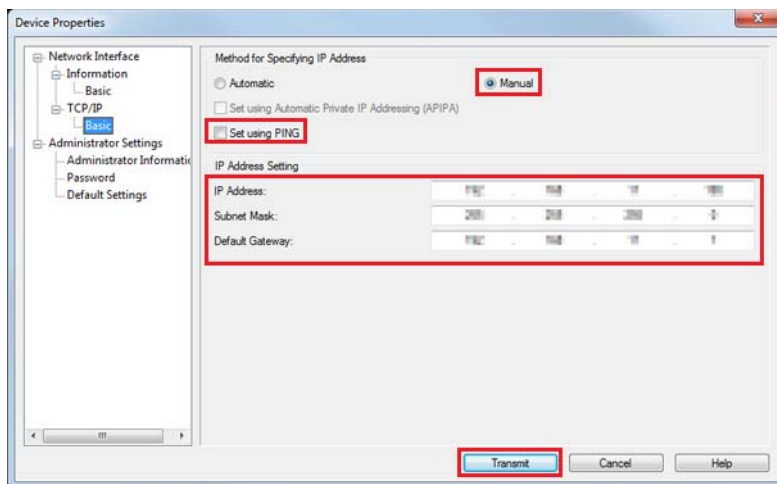 Device Properties
Network Interface
Information
Basic
TCP/IP
Basic
Administrator Settings
Administrator Informatic
Password
Default Settings
Method for Specifying IP Address
Automatic
Manual
Set using Automatic Private IP Addressing (APIPA)
Set using PING
IP Address Setting
IP Address:
Subnet Mask:
Default Gateway:
Transmit
Cancel
Help